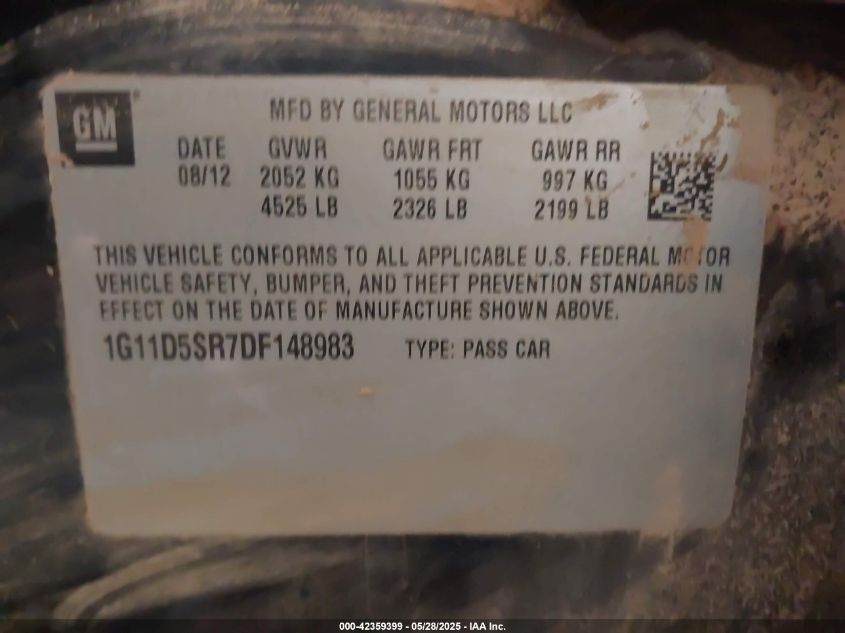 GM
MFD BY GENERAL MOTORS LLC
DATE GVWR GAWR FRT GAWR RR
08/12 2052 KG 1055 KG 997 KG
4525 LB 2326 LB 2199 LB
THIS VEHICLE CONFORMS TO ALL APPLICABLE U.S. FEDERAL MOTOR
VEHICLE SAFETY, BUMPER, AND THEFT PREVENTION STANDARDS IN
EFFECT ON THE DATE OF MANUFACTURE SHOWN ABOVE.
1G11D5SR7DF148983 TYPE: PASS CAR
000-42359399 - 05/28/2025 - IAA Inc.